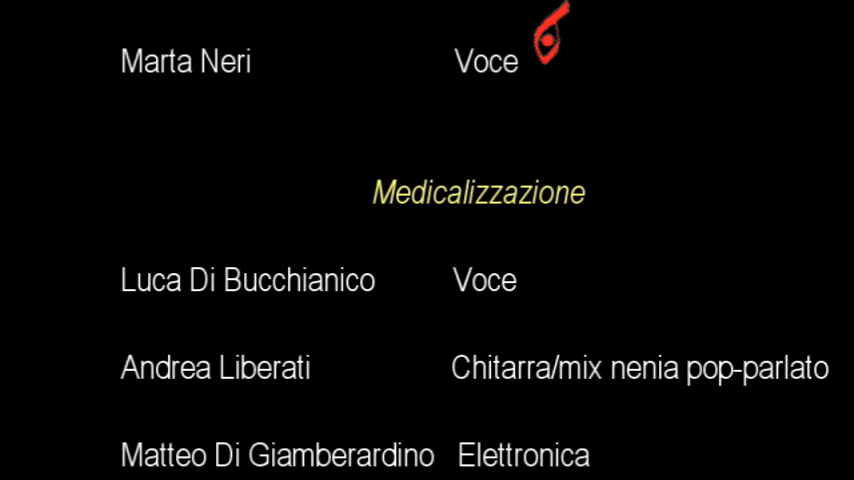 Marta Neri Voce
Medicalizzazione
Luca Di Bucchianico Voce
Andrea Liberati Chitarra/mix nenia pop-parlato
Matteo Di Giamberardino Elettronica